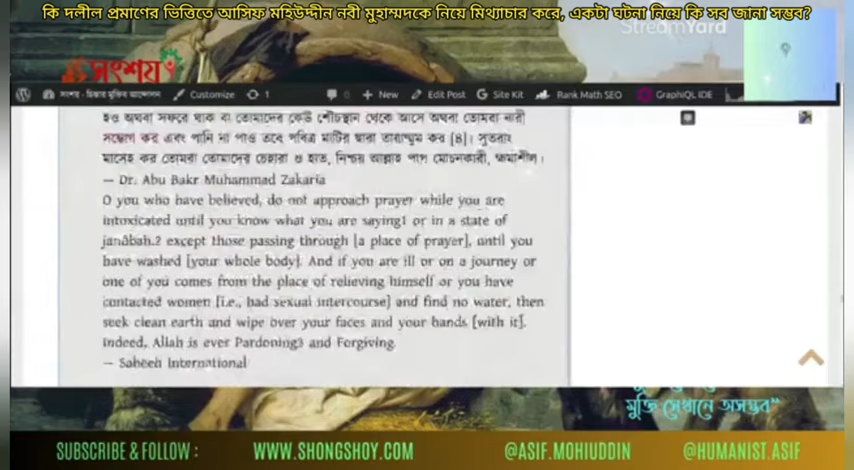 কি দলীল প্রমাণের ভিত্তিতে আসিফ মহিউদ্দীন নবী মুহাম্মদকে নিয়ে মিথ্যাচার করে, একটা ঘটনা নিয়ে কি সব জানা সম্ভব?
StreamYard
সংশয়
সংশয় - চিন্তার মুক্তির আন্দোলন Customize 1 0 New Edit Post Site Kit Rank Math SEO GraphiQL IDE
হও অথবা সফরে থাক বা তোমাদের কেউ শৌচস্থান থেকে আসে অথবা তোমরা নারী
সম্ভোগ কর এবং পানি না পাও তবে পবিত্র মাটির দ্বারা তায়াম্মুম কর [৪]। সুতরাং
মাসেহ কর তোমরা তোমাদের চেহারা ও হাত, নিশ্চয় আল্লাহ পাপ মোচনকারী, ক্ষমাশীল।
— Dr. Abu Bakr Muhammad Zakaria
O you who have believed, do not approach prayer while you are
intoxicated until you know what you are saying1 or in a state of
janābah,2 except those passing through [a place of prayer], until you
have washed [your whole body]. And if you are ill or on a journey or
one of you comes from the place of relieving himself or you have
contacted women [i.e., had sexual intercourse] and find no water, then
seek clean earth and wipe over your faces and your hands [with it].
Indeed, Allah is ever Pardoning3 and Forgiving.
— Saheeh International
মুক্তি সেখানে অসম্ভব"
SUBSCRIBE & FOLLOW : WWW.SHONGSHOY.COM @ASIF.MOHIUDDIN @HUMANIST.ASIF